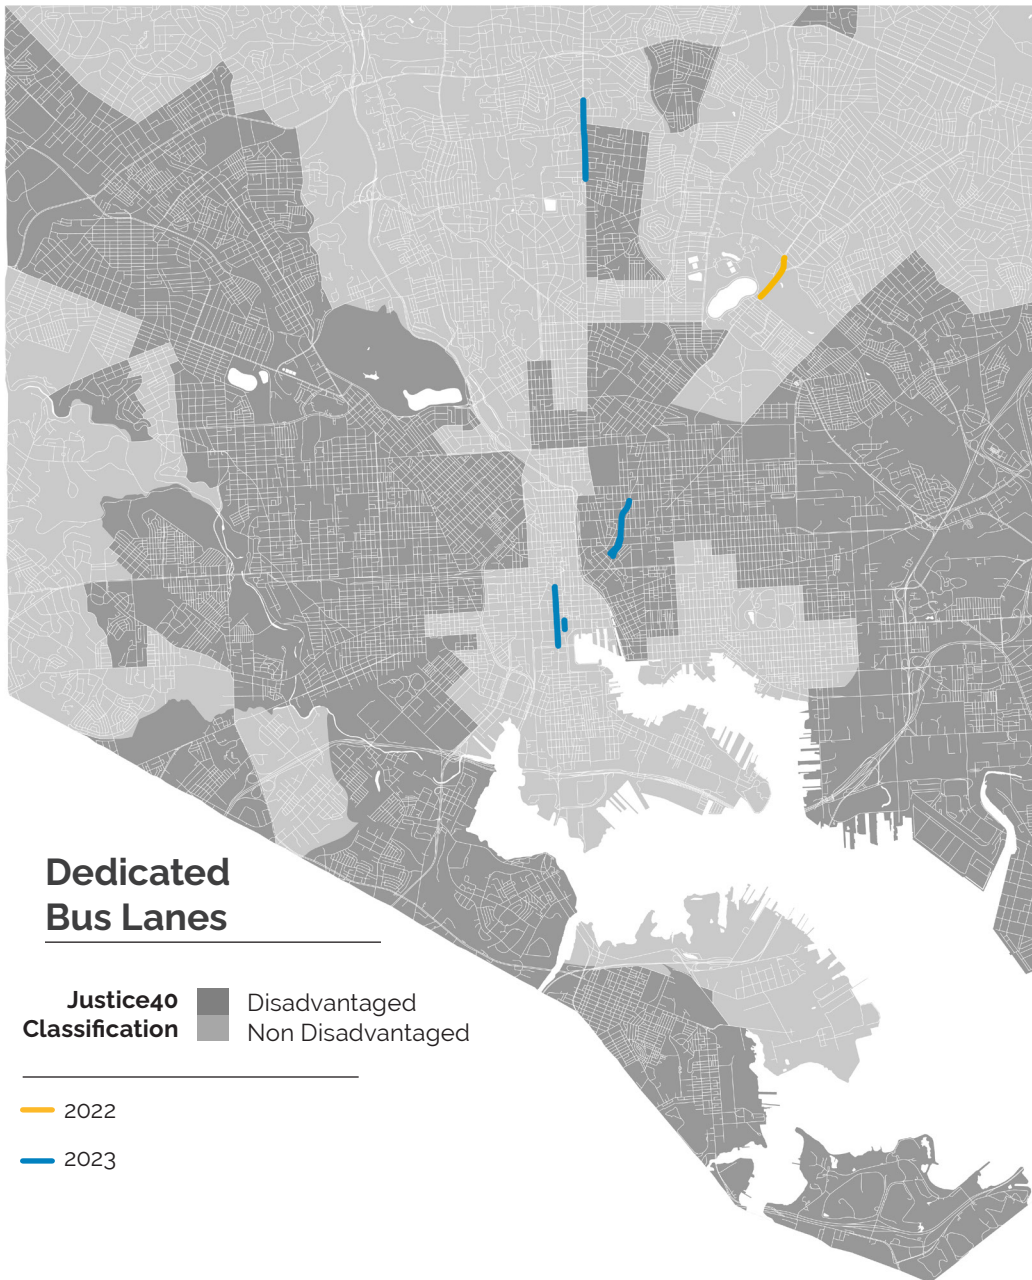 Dedicated
Bus Lanes
Justice40
Classification
Disadvantaged
Non Disadvantaged
2022
2023